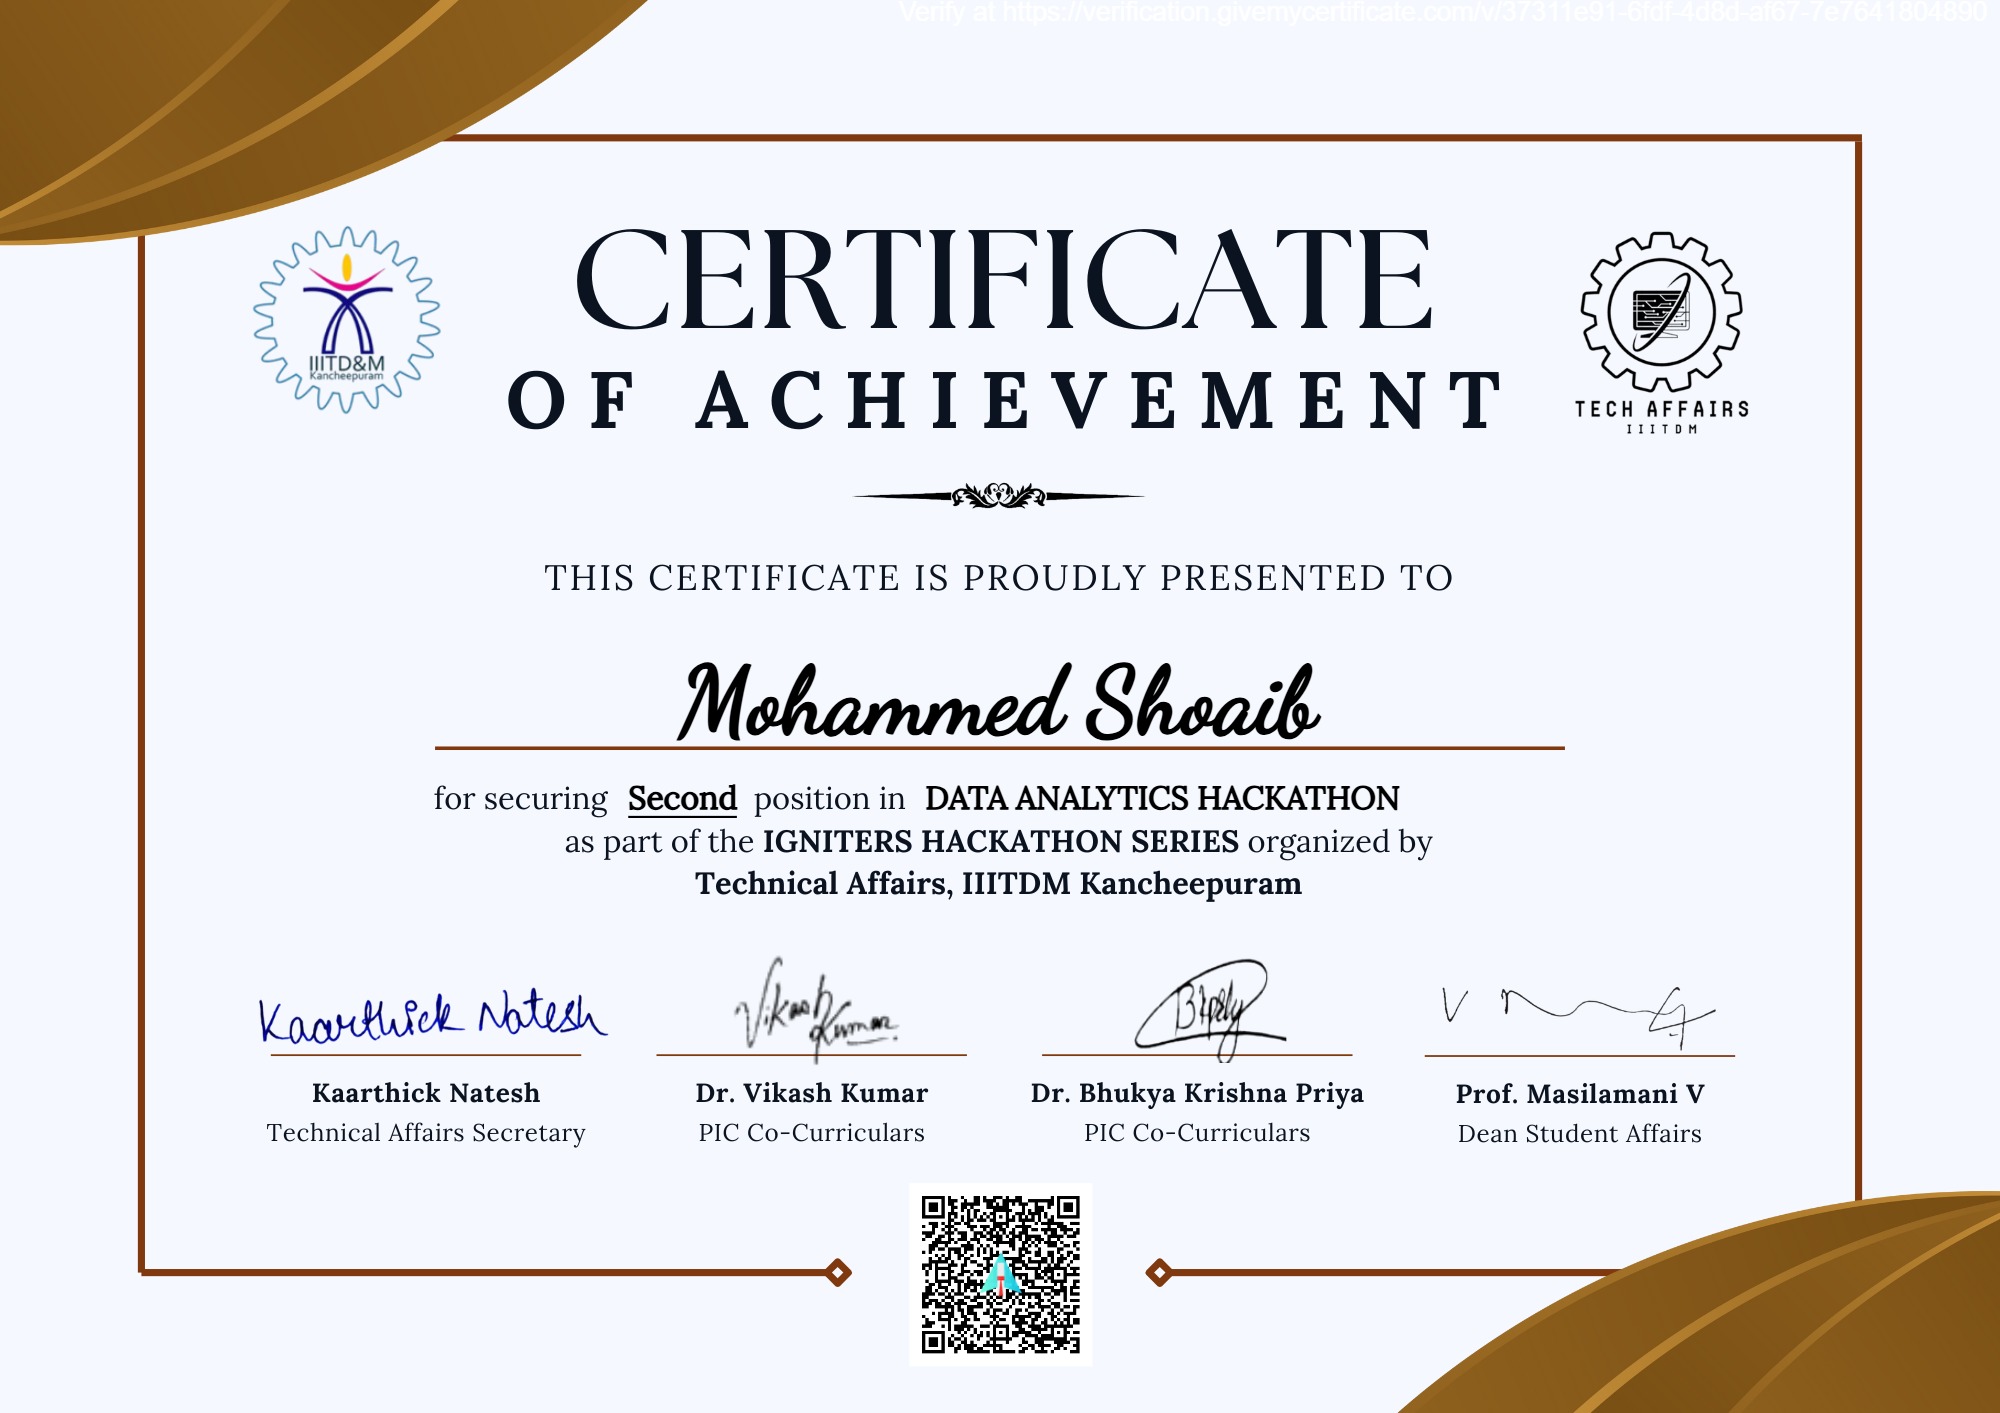 Verify at https://verification.givemycertificate.com/v/37311e91-6fdf-4d8d-af67-7e7641804890
CERTIFICATE
OF ACHIEVEMENT
IIITD&M
Kancheepuram
TECH AFFAIRS
IIITDM
THIS CERTIFICATE IS PROUDLY PRESENTED TO
Mohammed Shoaib
for securing Second position in DATA ANALYTICS HACKATHON
as part of the IGNITERS HACKATHON SERIES organized by
Technical Affairs, IIITDM Kancheepuram
Kaarthick Natesh
Vikash Kumar
Kaarthick Natesh
Technical Affairs Secretary
Dr. Vikash Kumar
PIC Co-Curriculars
Dr. Bhukya Krishna Priya
PIC Co-Curriculars
Prof. Masilamani V
Dean Student Affairs